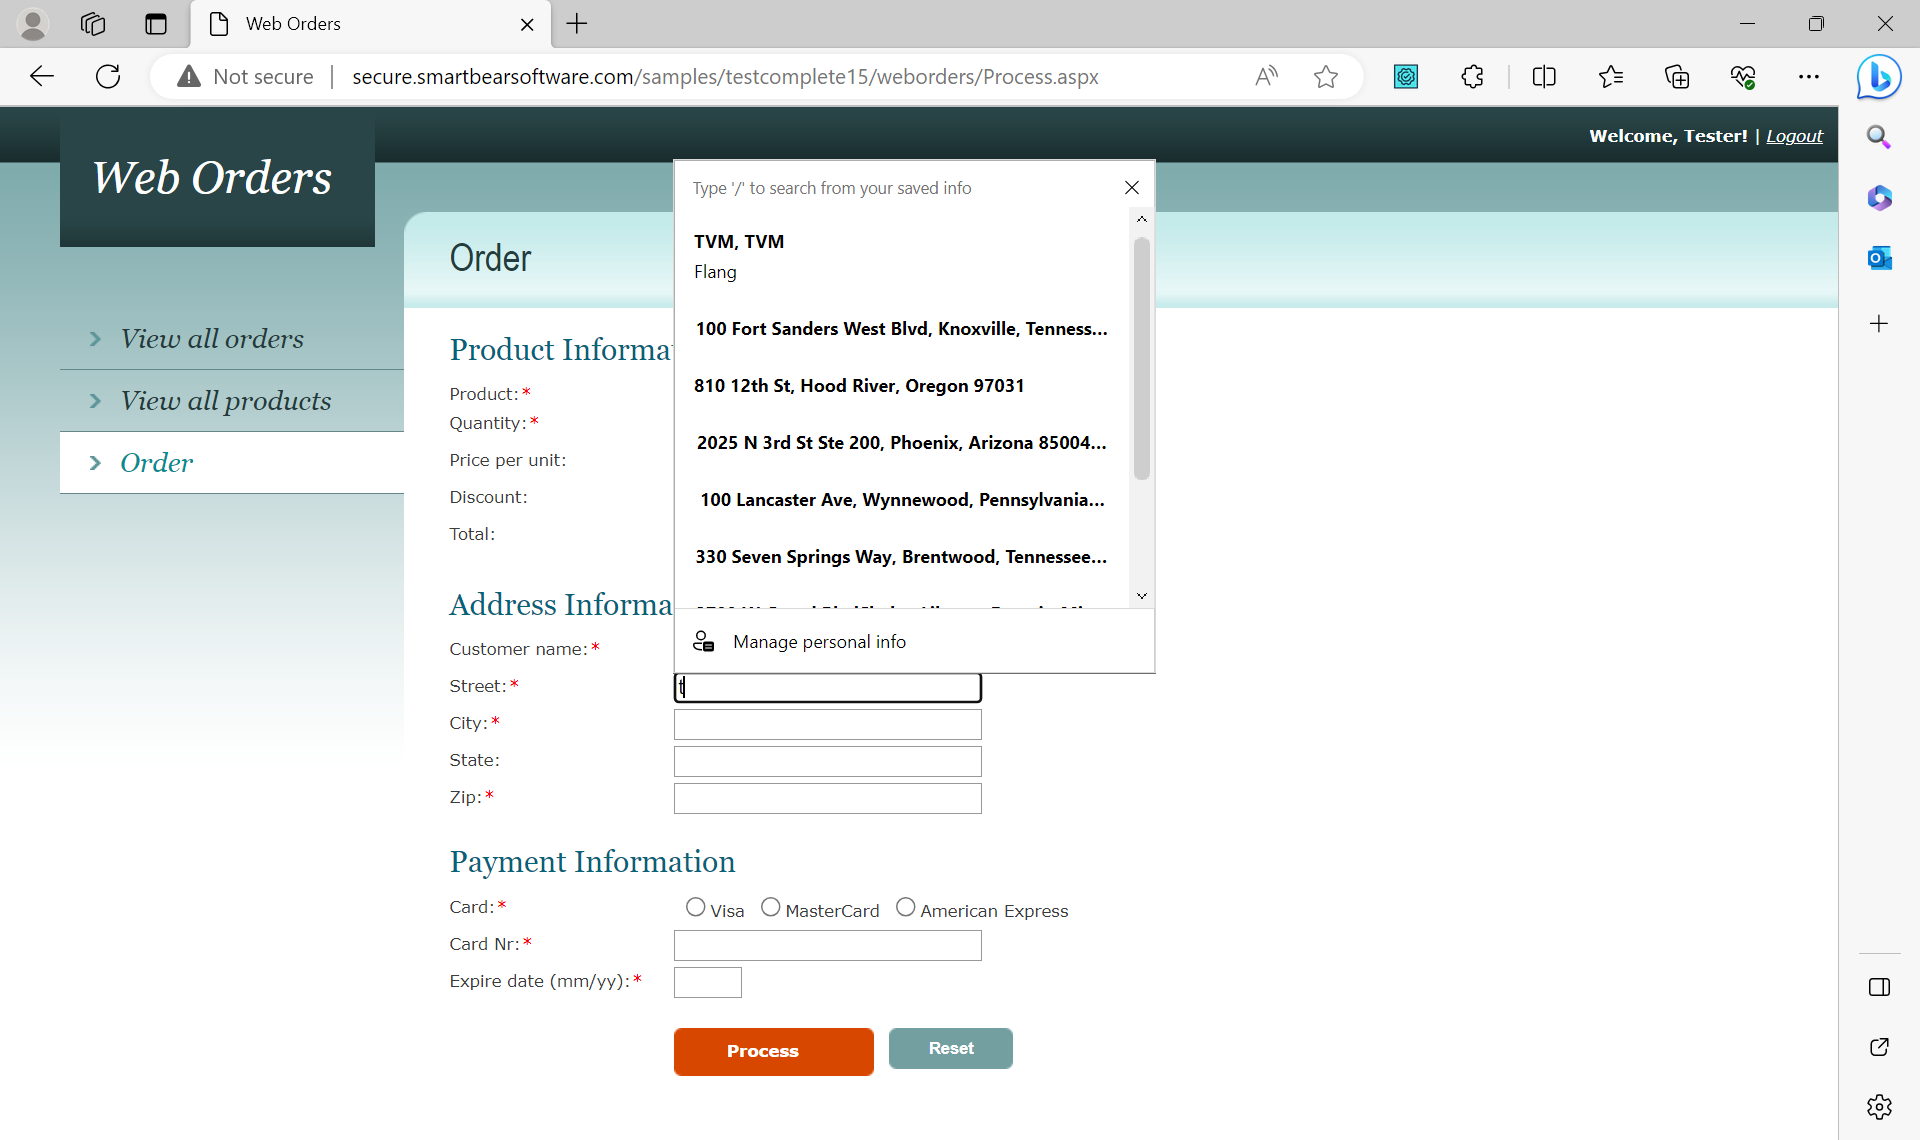 Web Orders
Not secure
secure.smartbearsoftware.com/samples/testcomplete15/weborders/Process.aspx
Welcome, Tester! | Logout
Web Orders
View all orders
View all products
Order
Order
Type '/' to search from your saved info
TVM, TVM
Flang
100 Fort Sanders West Blvd, Knoxville, Tenness...
810 12th St, Hood River, Oregon 97031
2025 N 3rd St Ste 200, Phoenix, Arizona 85004...
100 Lancaster Ave, Wynnewood, Pennsylvania...
330 Seven Springs Way, Brentwood, Tennessee...
Manage personal info
Product Informa
Product:*
Quantity:*
Price per unit:
Discount:
Total:
Address Informa
Customer name:*
Street:* t
City:*
State:
Zip:*
Payment Information
Card:* Visa MasterCard American Express
Card Nr:*
Expire date (mm/yy):*
Process Reset